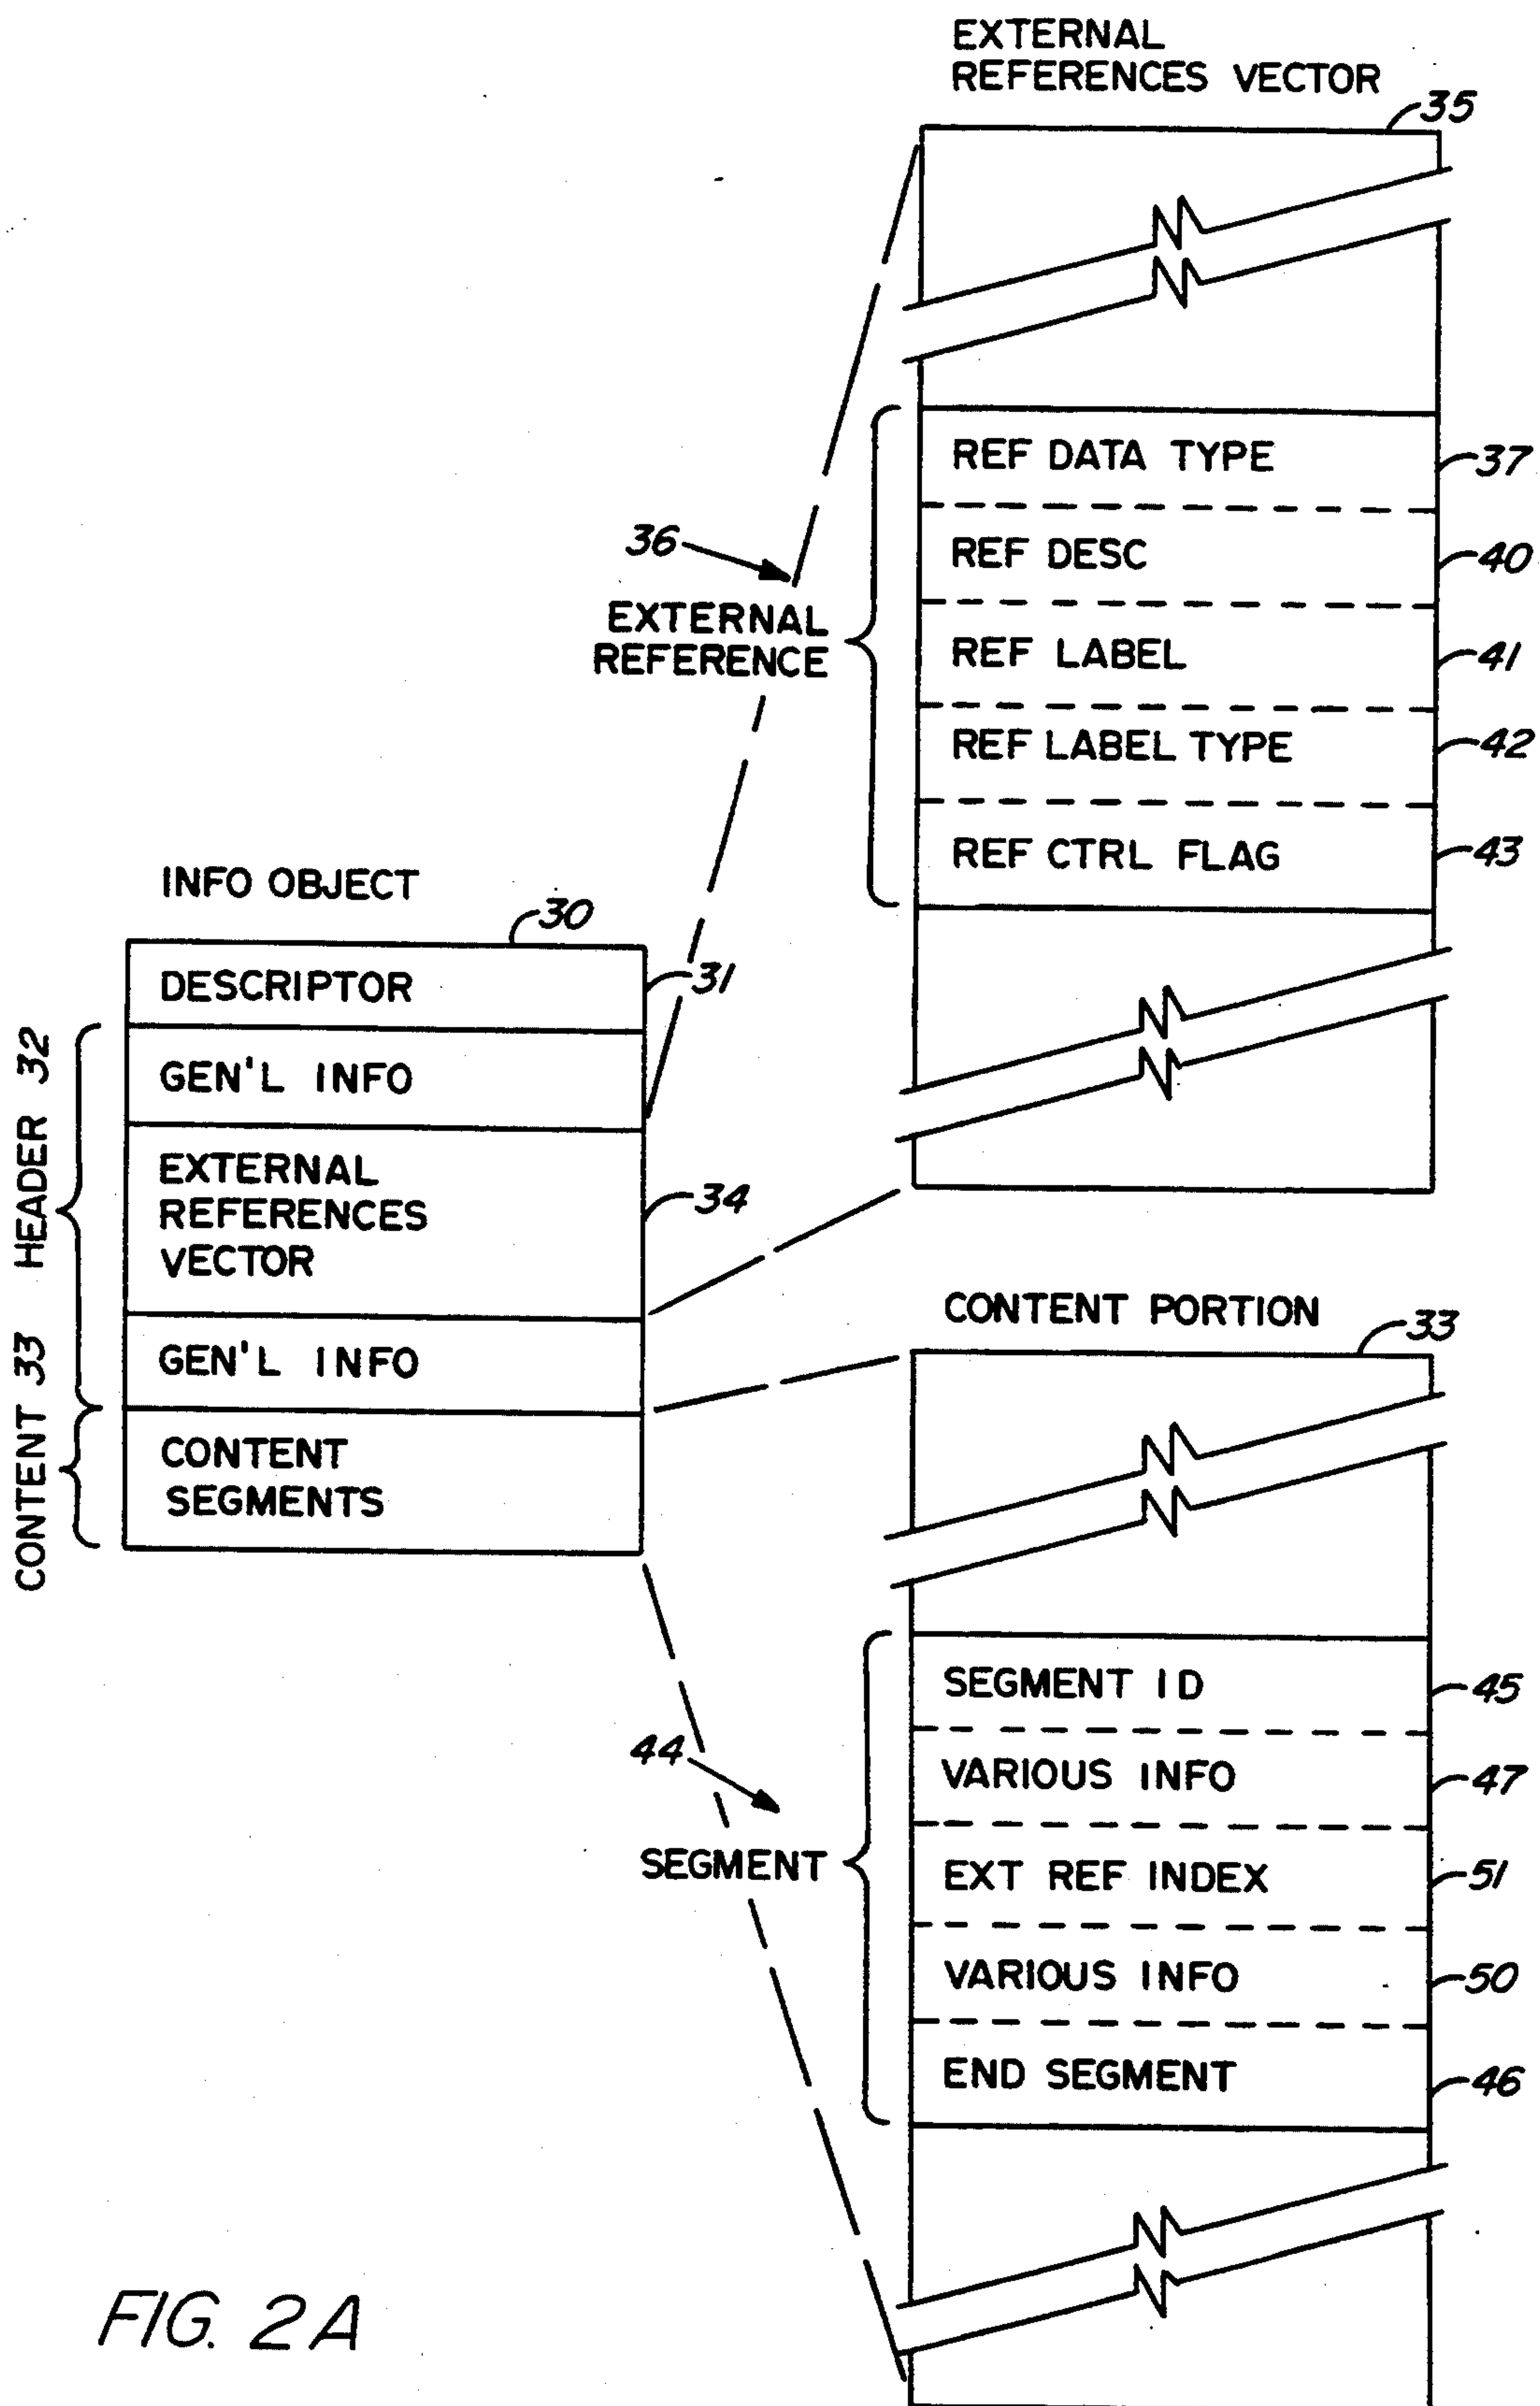 EXTERNAL
REFERENCES VECTOR
35
REF DATA TYPE
37
36
REF DESC
40
EXTERNAL
REFERENCE
REF LABEL
41
REF LABEL TYPE
42
REF CTRL FLAG
43
INFO OBJECT
30
DESCRIPTOR
31
HEADER 32
GEN'L INFO
EXTERNAL
REFERENCES
VECTOR
34
GEN'L INFO
CONTENT 33
CONTENT
SEGMENTS
CONTENT PORTION
33
SEGMENT ID
45
44
VARIOUS INFO
47
SEGMENT
EXT REF INDEX
51
VARIOUS INFO
50
END SEGMENT
46
FIG. 2A